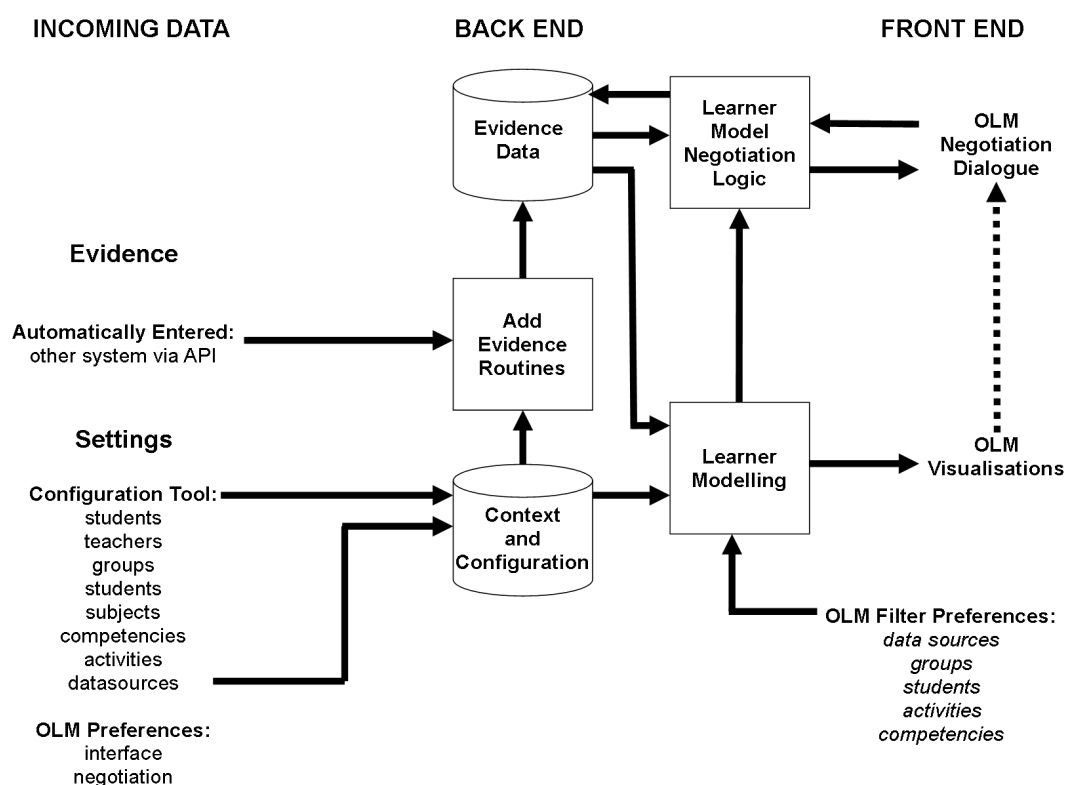 INCOMING DATA
BACK END
FRONT END
Evidence
Data
Learner
Model
Negotiation
Logic
OLM
Negotiation
Dialogue
Evidence
Automatically Entered:
other system via API
Add
Evidence
Routines
Settings
Configuration Tool:
students
teachers
groups
students
subjects
competencies
activities
datasources
Context
and
Configuration
Learner
Modelling
OLM
Visualisations
OLM Filter Preferences:
data sources
groups
students
activities
competencies
OLM Preferences:
interface
negotiation